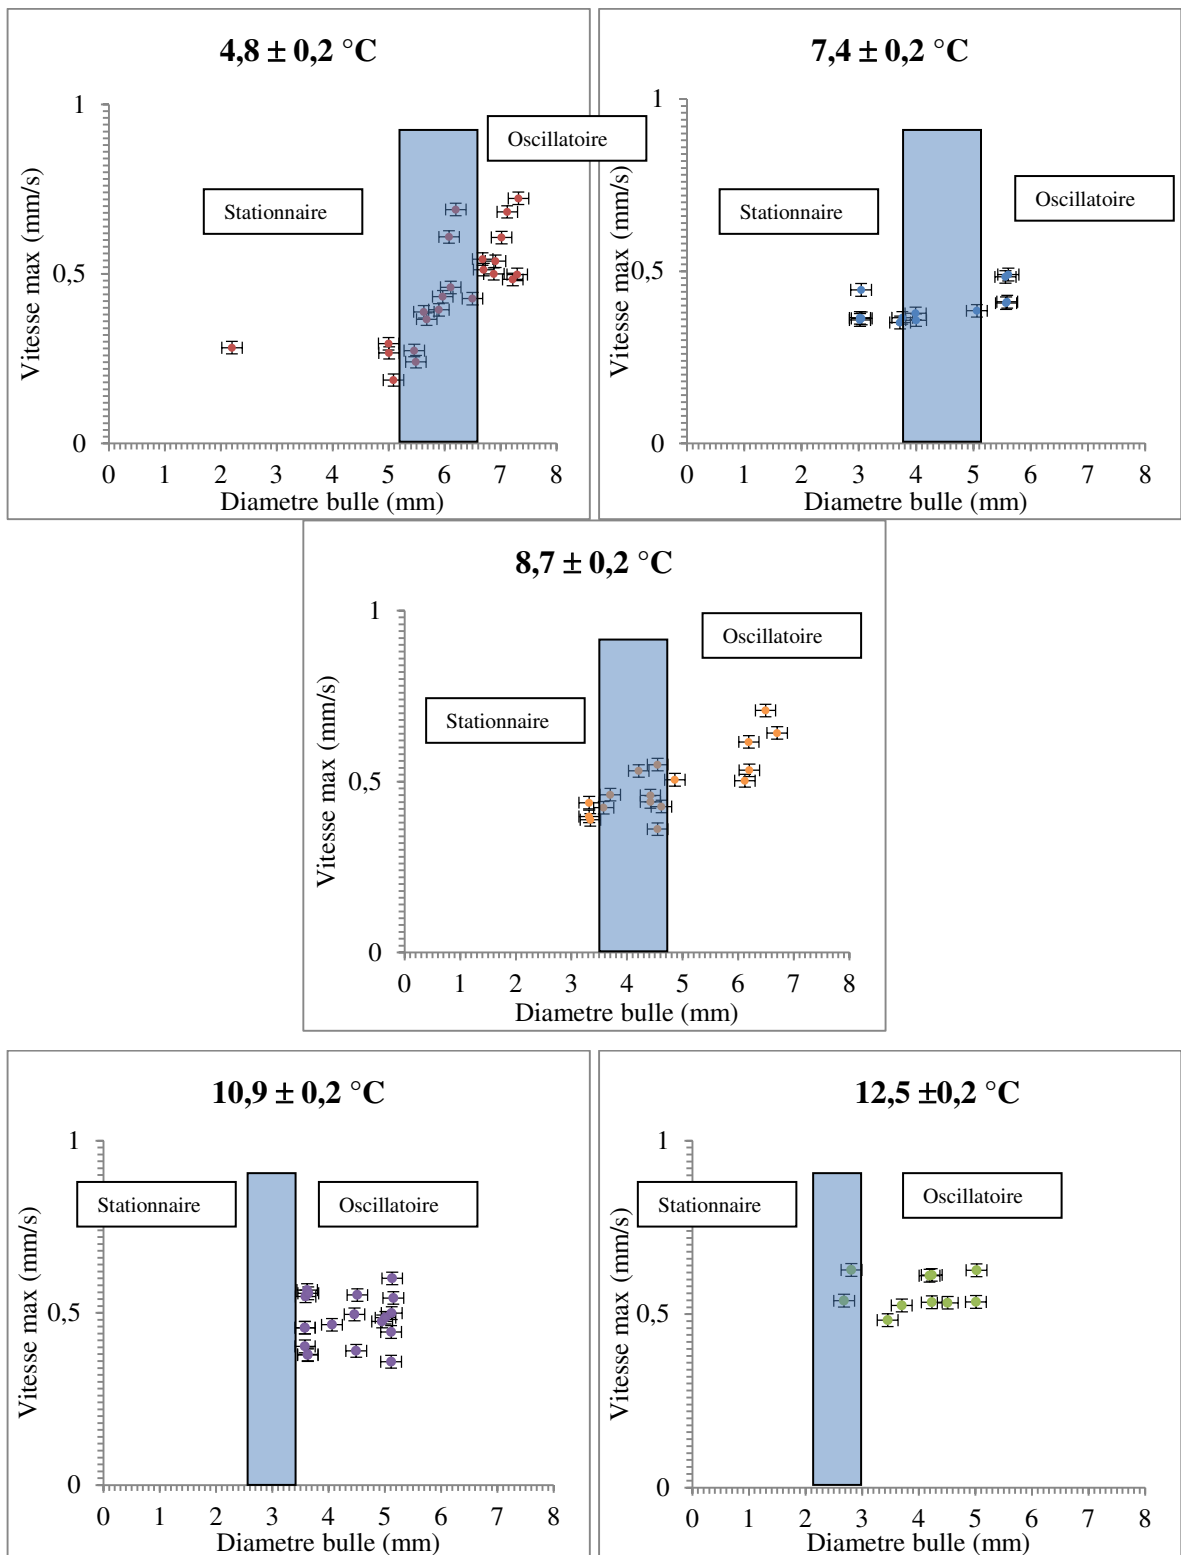 4,8 ± 0,2 °C
1
Oscillatoire
Stationnaire
0,5
0
Vitesse max (mm/s)
0 1 2 3 4 5 6 7 8
Diametre bulle (mm)
7,4 ± 0,2 °C
1
Stationnaire
Oscillatoire
0,5
0
Vitesse max (mm/s)
0 1 2 3 4 5 6 7 8
Diametre bulle (mm)
8,7 ± 0,2 °C
1
Oscillatoire
Stationnaire
0,5
0
Vitesse max (mm/s)
0 1 2 3 4 5 6 7 8
Diametre bulle (mm)
10,9 ± 0,2 °C
1
Stationnaire
Oscillatoire
0,5
0
Vitesse max (mm/s)
0 1 2 3 4 5 6 7 8
Diametre bulle (mm)
12,5 ±0,2 °C
1
Stationnaire
Oscillatoire
0,5
0
Vitesse max (mm/s)
0 1 2 3 4 5 6 7 8
Diametre bulle (mm)